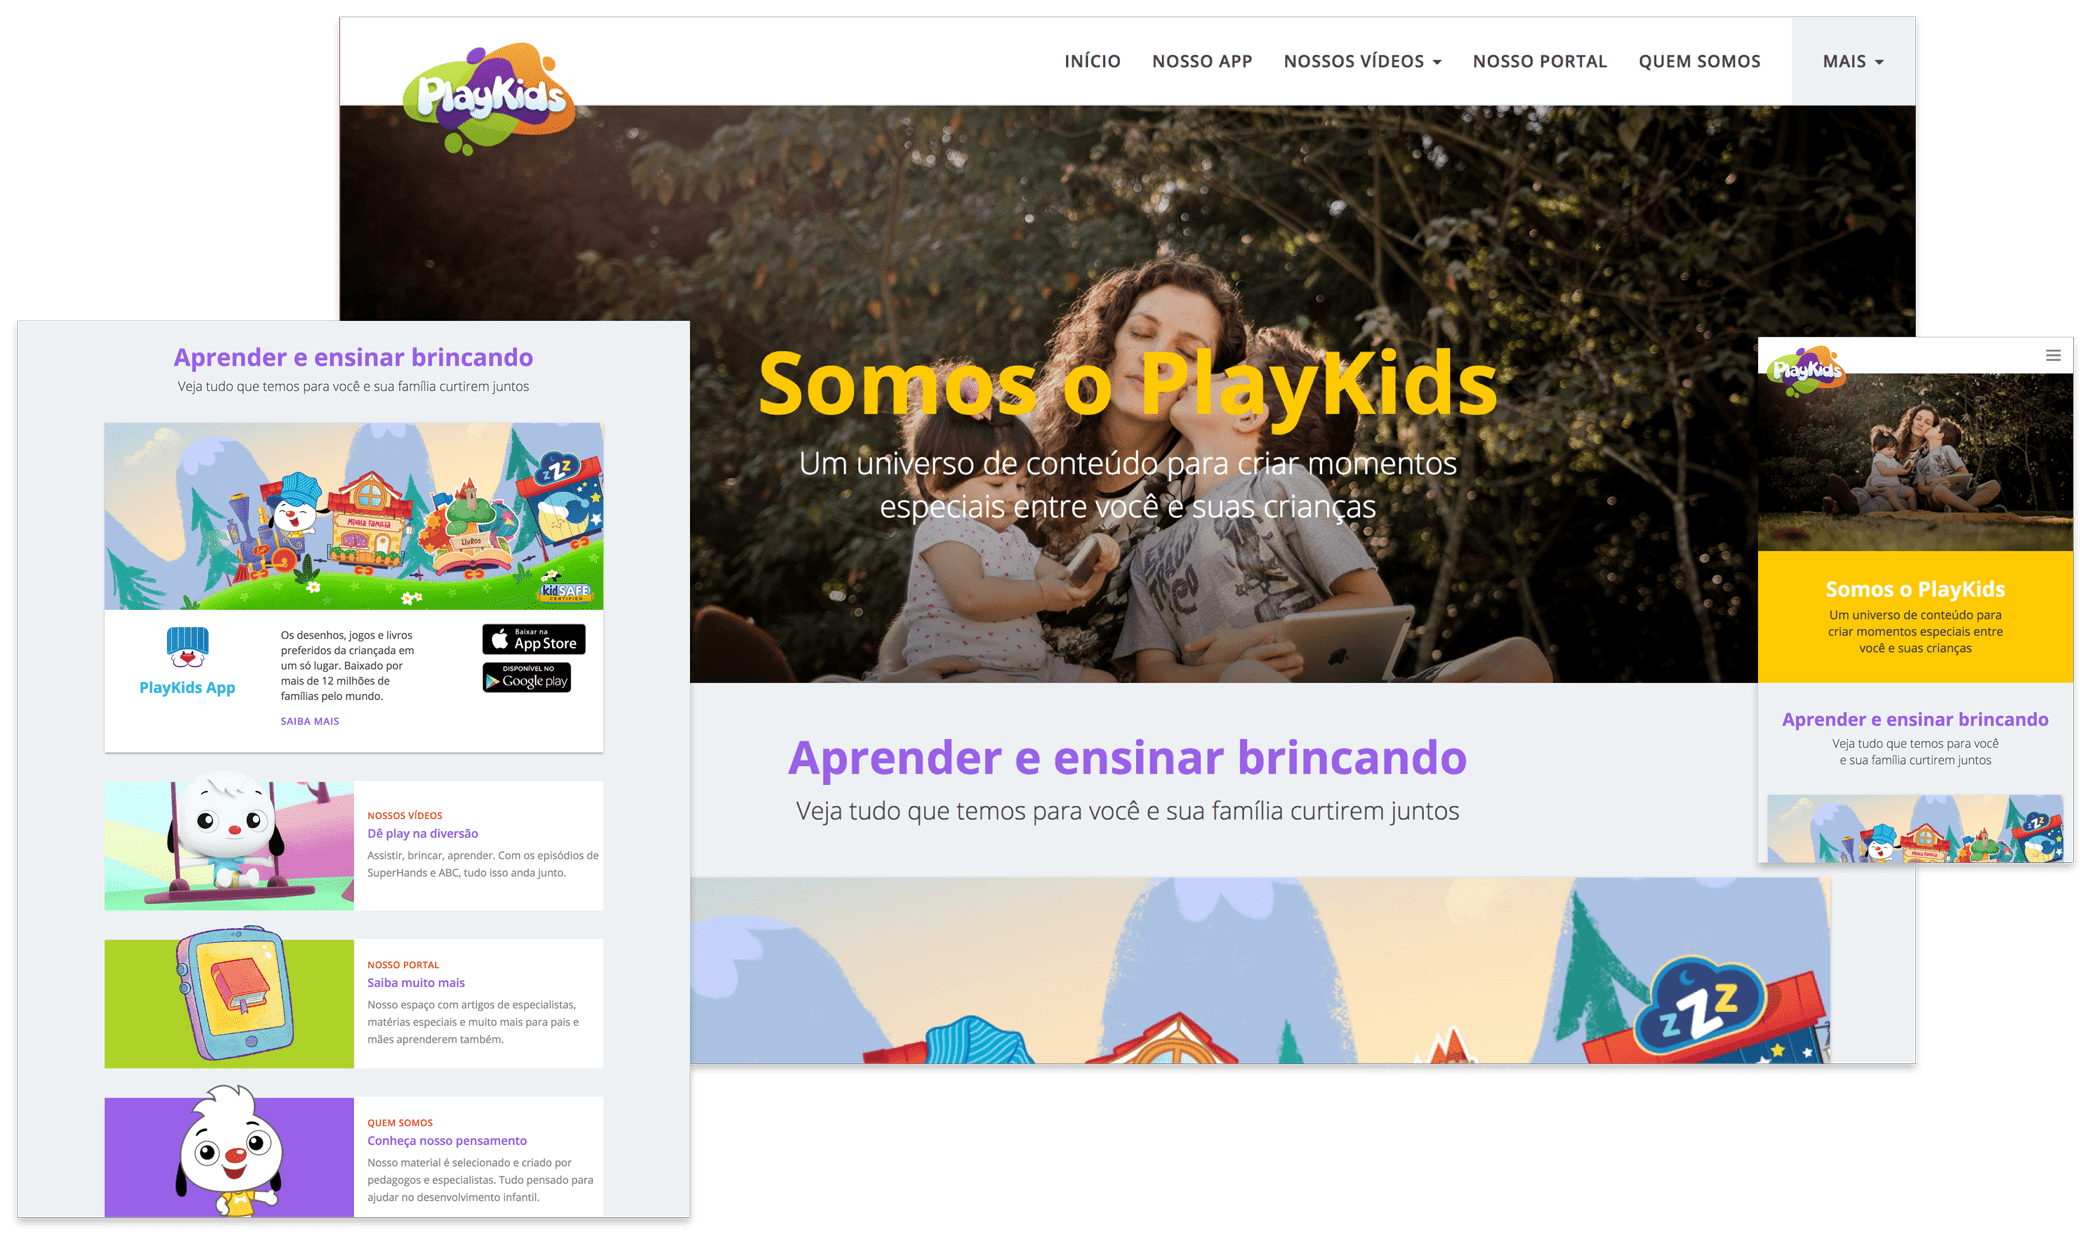 PlayKids
INÍCIO
NOSSO APP
NOSSOS VÍDEOS
NOSSO PORTAL
QUEM SOMOS
MAIS
Somos o PlayKids
Um universo de conteúdo para criar momentos
especiais entre você e suas crianças
Aprender e ensinar brincando
Veja tudo que temos para você e sua família curtirem juntos
ZZZ
Aprender e ensinar brincando
Veja tudo que temos para você e sua família curtirem juntos
MINHA FAMÍLIA
LIVROS
ZZZ
kidSAFE
CERTIFIED
PlayKids App
Os desenhos, jogos e livros
preferidos da criançada em
um só lugar. Baixado por
mais de 12 milhões de
famílias pelo mundo.
SAIBA MAIS
Baixar na
App Store
DISPONÍVEL NO
Google play
NOSSOS VÍDEOS
Dê play na diversão
Assistir, brincar, aprender. Com os episódios de
SuperHands e ABC, tudo isso anda junto.
NOSSO PORTAL
Saiba muito mais
Nosso espaço com artigos de especialistas,
matérias especiais e muito mais para pais e
mães aprenderem também.
QUEM SOMOS
Conheça nosso pensamento
Nosso material é selecionado e criado por
pedagogos e especialistas. Tudo pensado para
ajudar no desenvolvimento infantil.
PlayKids
Somos o PlayKids
Um universo de conteúdo para
criar momentos especiais entre
você e suas crianças
Aprender e ensinar brincando
Veja tudo que temos para você
e sua família curtirem juntos
ZZZ